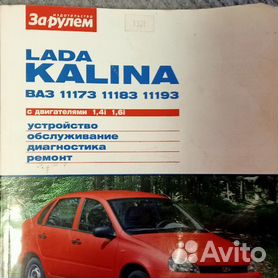 издательство
За рулем
LADA
KALINA
ВАЗ 11173 11183 11193
с двигателями 1,4i 1,6i
устройство
обслуживание
диагностика
ремонт
Avito